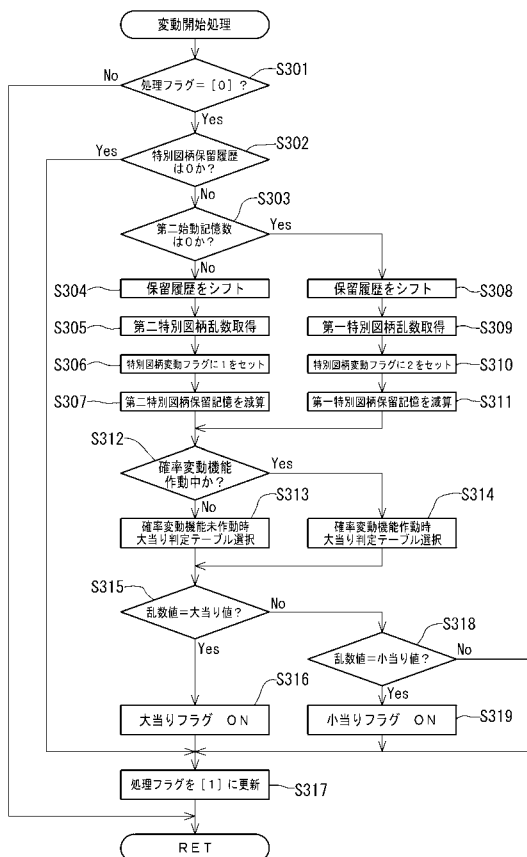 変動開始処理
S301
No
処理フラグ=[0]?
Yes
S302
Yes
特別図柄保留履歴
は0か?
No
S303
第二始動記憶数
は0か?
Yes
No
S304
保留履歴をシフト
保留履歴をシフト
S308
S305
第二特別図柄乱数取得
第一特別図柄乱数取得
S309
S306
特別図柄変動フラグに1をセット
特別図柄変動フラグに2をセット
S310
S307
第二特別図柄保留記憶を減算
第一特別図柄保留記憶を減算
S311
S312
確率変動機能
作動中か?
Yes
No
S313
S314
確率変動機能未作動時
大当り判定テーブル選択
確率変動機能作動時
大当り判定テーブル選択
S315
乱数値=大当り値?
No
Yes
S318
乱数値=小当り値?
No
Yes
S316
大当りフラグ ON
小当りフラグ ON
S319
処理フラグを[1]に更新
S317
RET